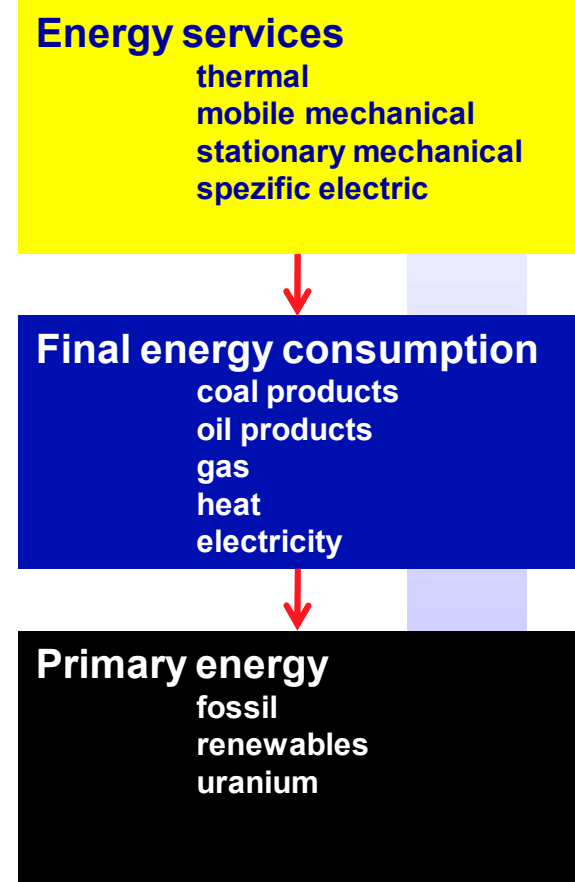 Energy services
thermal
mobile mechanical
stationary mechanical
spezific electric
Final energy consumption
coal products
oil products
gas
heat
electricity
Primary energy
fossil
renewables
uranium